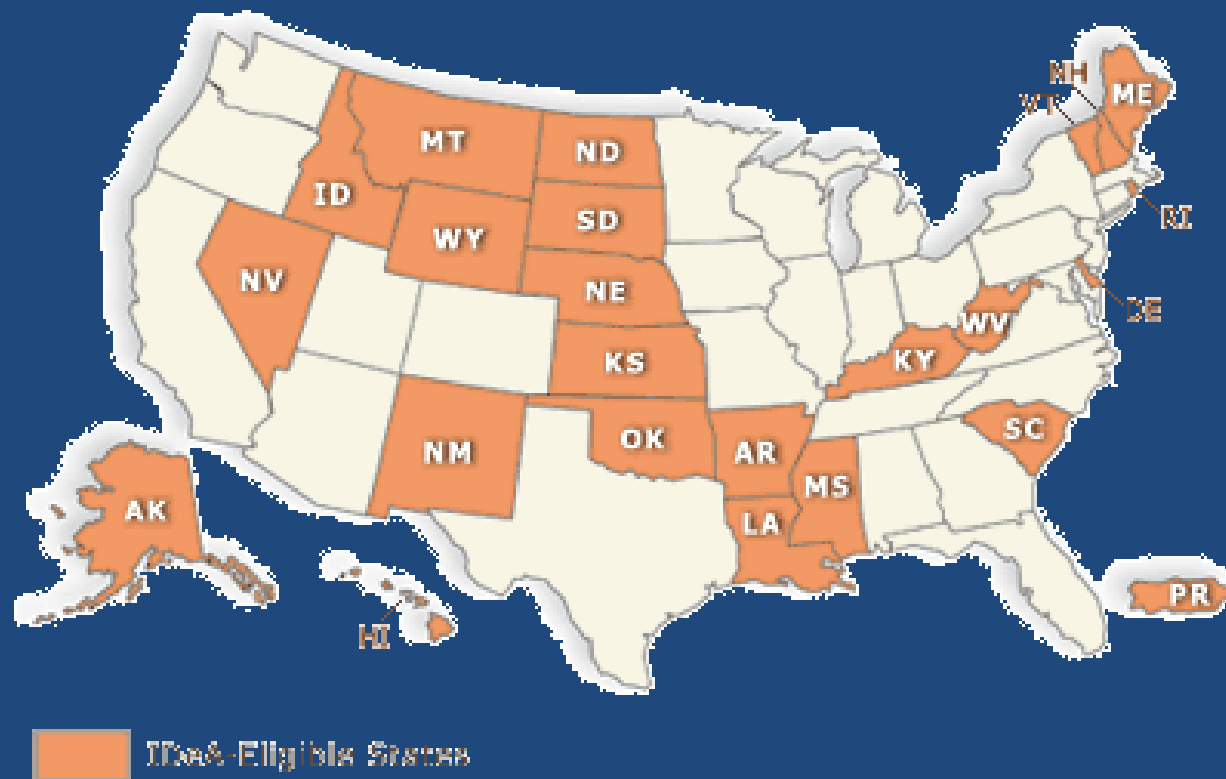 NH
ME
VT
MT
ND
ID
RI
SD
WY
NV
NE
DE
WV
KY
KS
SC
OK
NM
AR
MS
AK
LA
PR
HI
IDeA-Eligible States